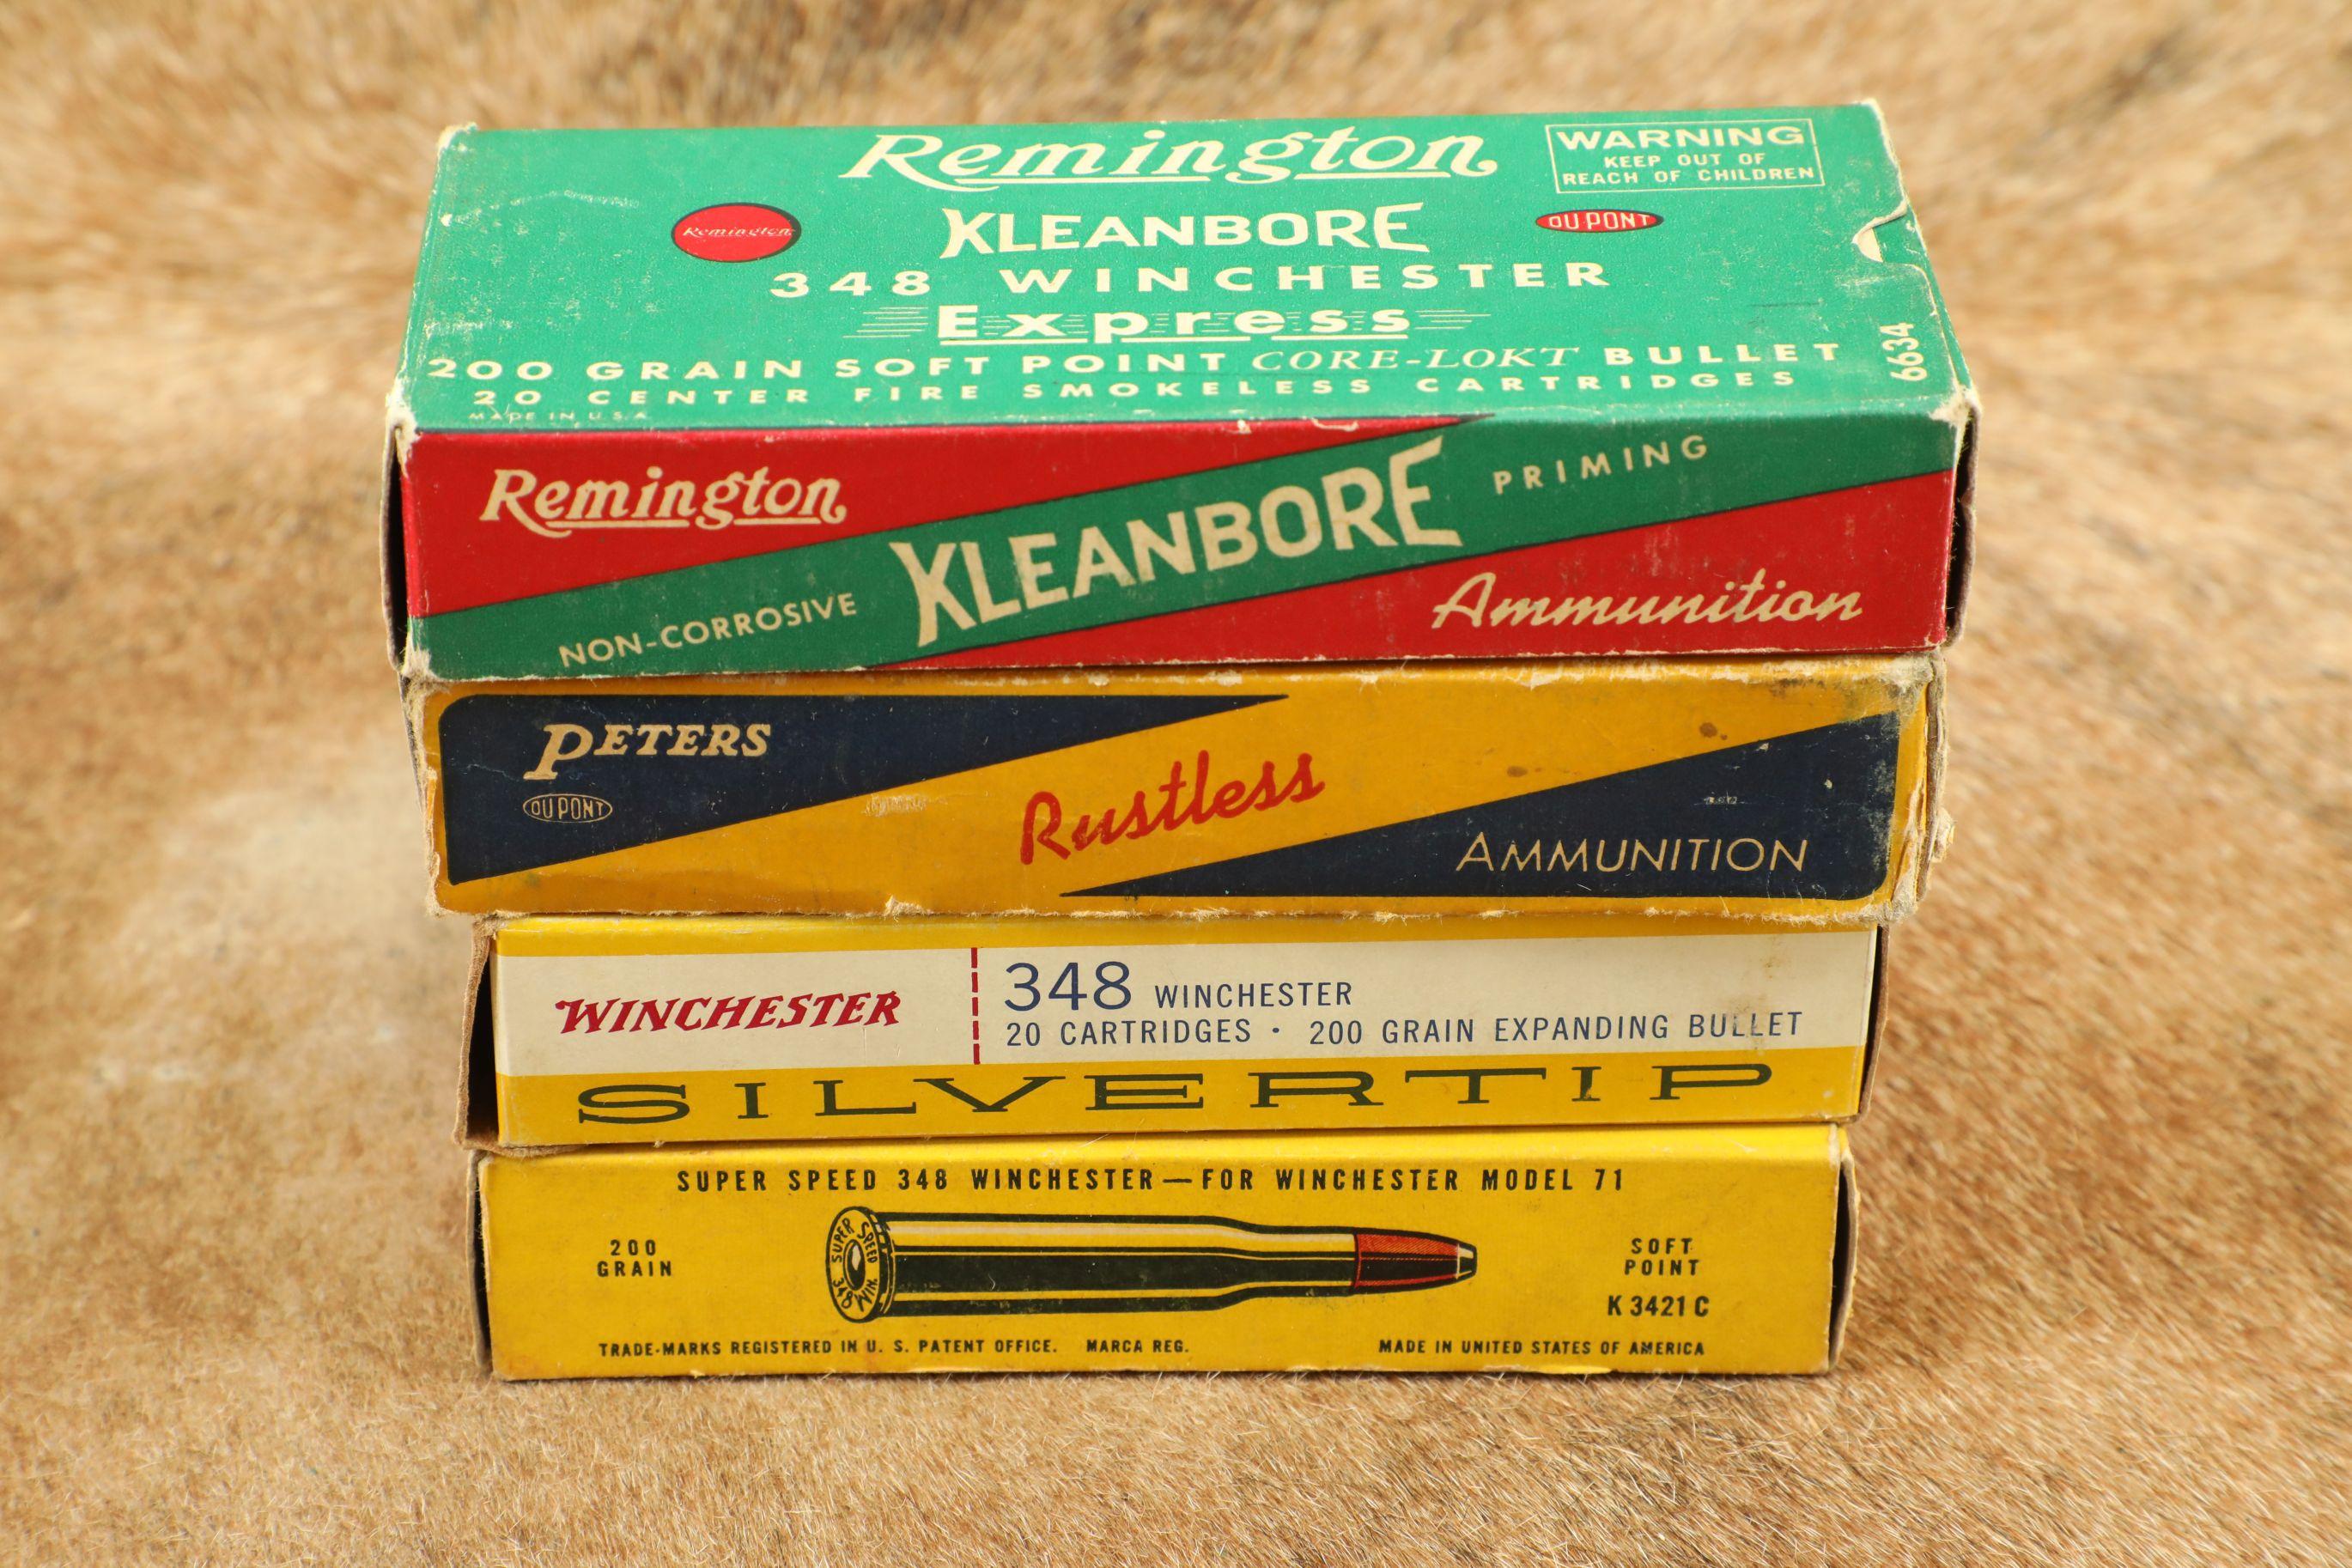 Remington
WARNING
KEEP OUT OF
REACH OF CHILDREN
Remington
KLEANBORE
DU PONT
348 WINCHESTER
Express
200 GRAIN SOFT POINT CORE-LOKT BULLET
20 CENTER FIRE SMOKELESS CARTRIDGES
MADE IN U.S.A.
6634
Remington
KLEANBORE
PRIMING
NON-CORROSIVE
Ammunition
PETERS
DU PONT
Rustless
AMMUNITION
WINCHESTER
348 WINCHESTER
20 CARTRIDGES · 200 GRAIN EXPANDING BULLET
SILVERTIP
SUPER SPEED 348 WINCHESTER—FOR WINCHESTER MODEL 71
200
GRAIN
SUPER SPEED
348 WIN.
SOFT
POINT
K 3421 C
TRADE-MARKS REGISTERED IN U. S. PATENT OFFICE. MARCA REG.
MADE IN UNITED STATES OF AMERICA